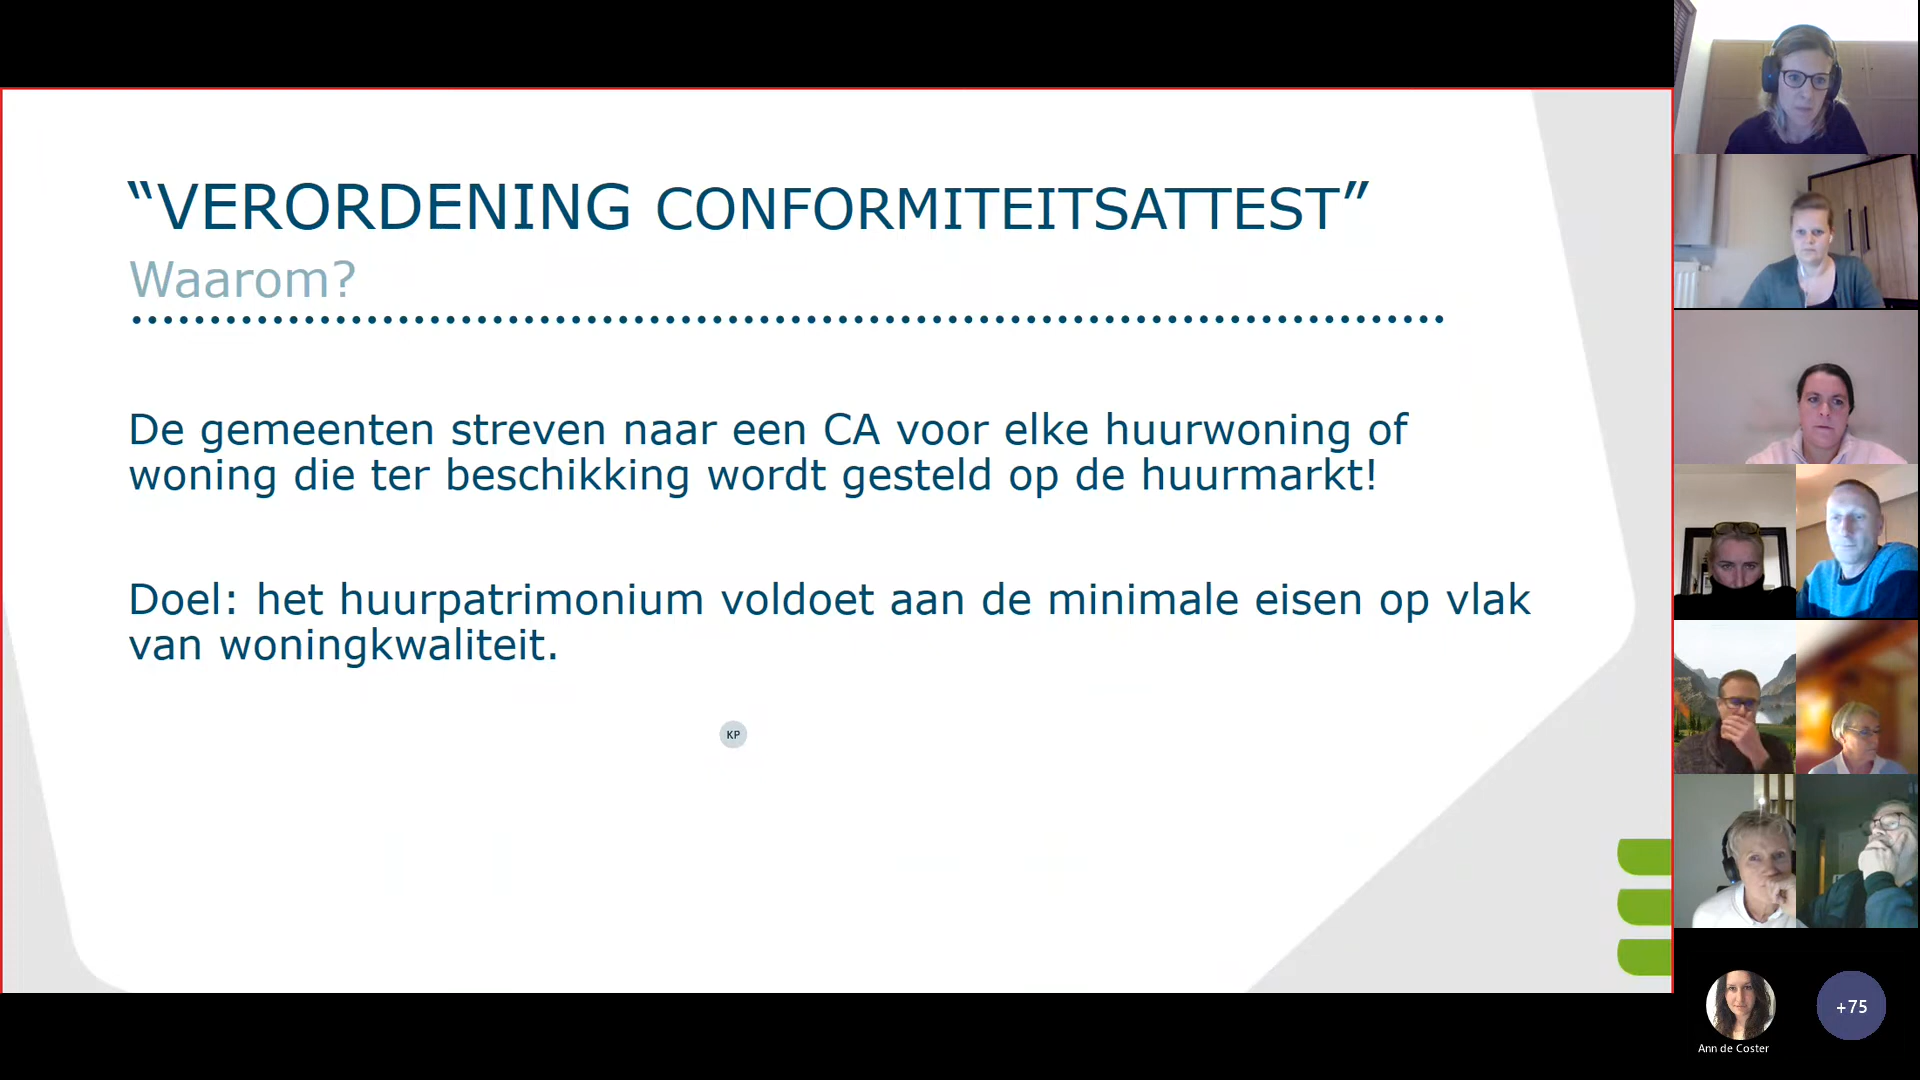 “VERORDENING CONFORMITEITSATTEST”
Waarom?
De gemeenten streven naar een CA voor elke huurwoning of
woning die ter beschikking wordt gesteld op de huurmarkt!
Doel: het huurpatrimonium voldoet aan de minimale eisen op vlak
van woningkwaliteit.
KP
+75
Ann de Coster